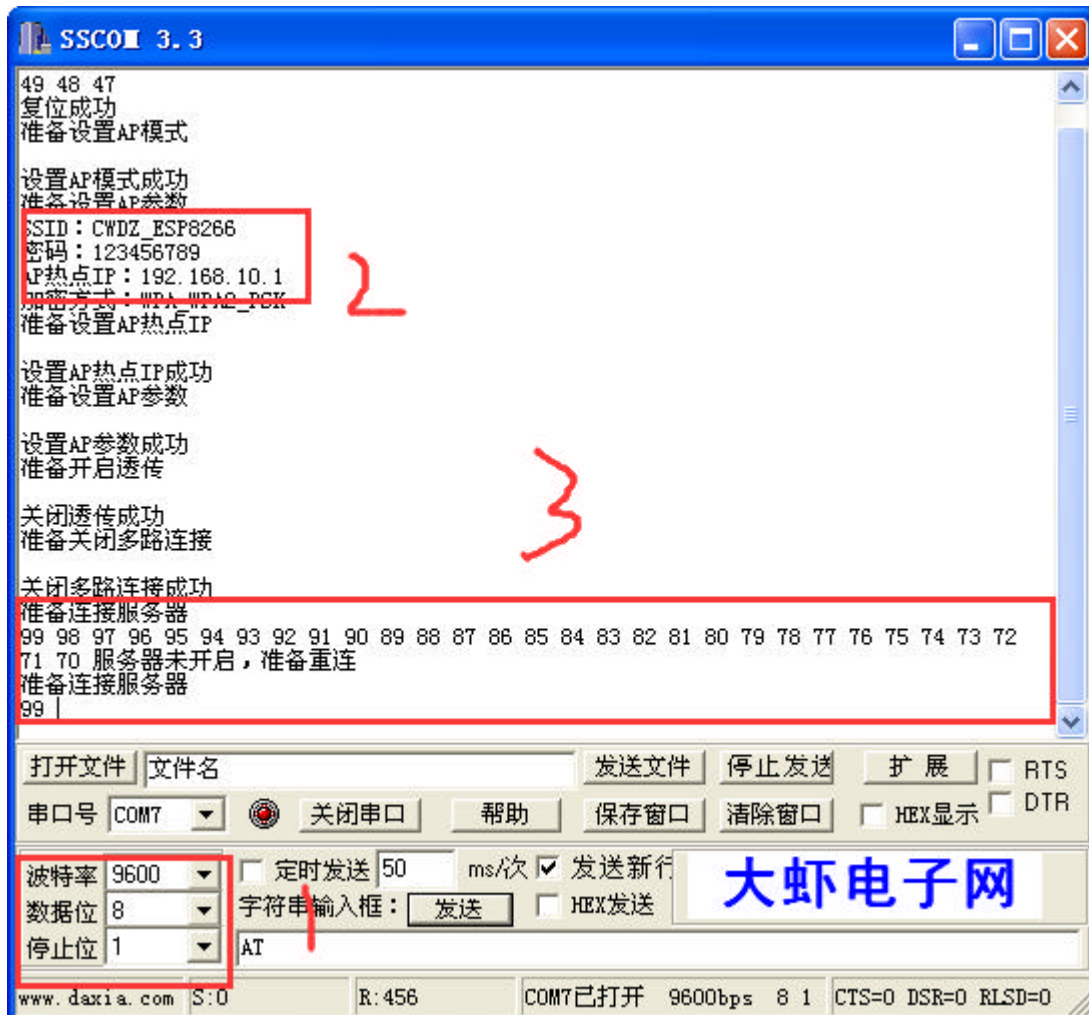 SSCOM 3.3
49 48 47
复位成功
准备设置AP模式
设置AP模式成功
准备设置AP参数
SSID：CWDZ_ESP8266
密码：123456789
AP热点IP：192.168.10.1
加密方式：WPA_WPA2_PSK
准备设置AP热点IP
设置AP热点IP成功
准备设置AP参数
设置AP参数成功
准备开启透传
关闭透传成功
准备关闭多路连接
关闭多路连接成功
准备连接服务器
99 98 97 96 95 94 93 92 91 90 89 88 87 86 85 84 83 82 81 80 79 78 77 76 75 74 73 72
71 70 服务器未开启，准备重连
准备连接服务器
99
2
3
打开文件 文件名 发送文件 停止发送 扩展 RTS
串口号 COM7 关闭串口 帮助 保存窗口 清除窗口 HEX显示 DTR
波特率 9600 定时发送 50 ms/次 发送新行 大虾电子网
数据位 8 字符串输入框： 发送 HEX发送
1
停止位 1 AT
www.daxia.com S:0 R:456 COM7已打开 9600bps 8 1 CTS=0 DSR=0 RLSD=0